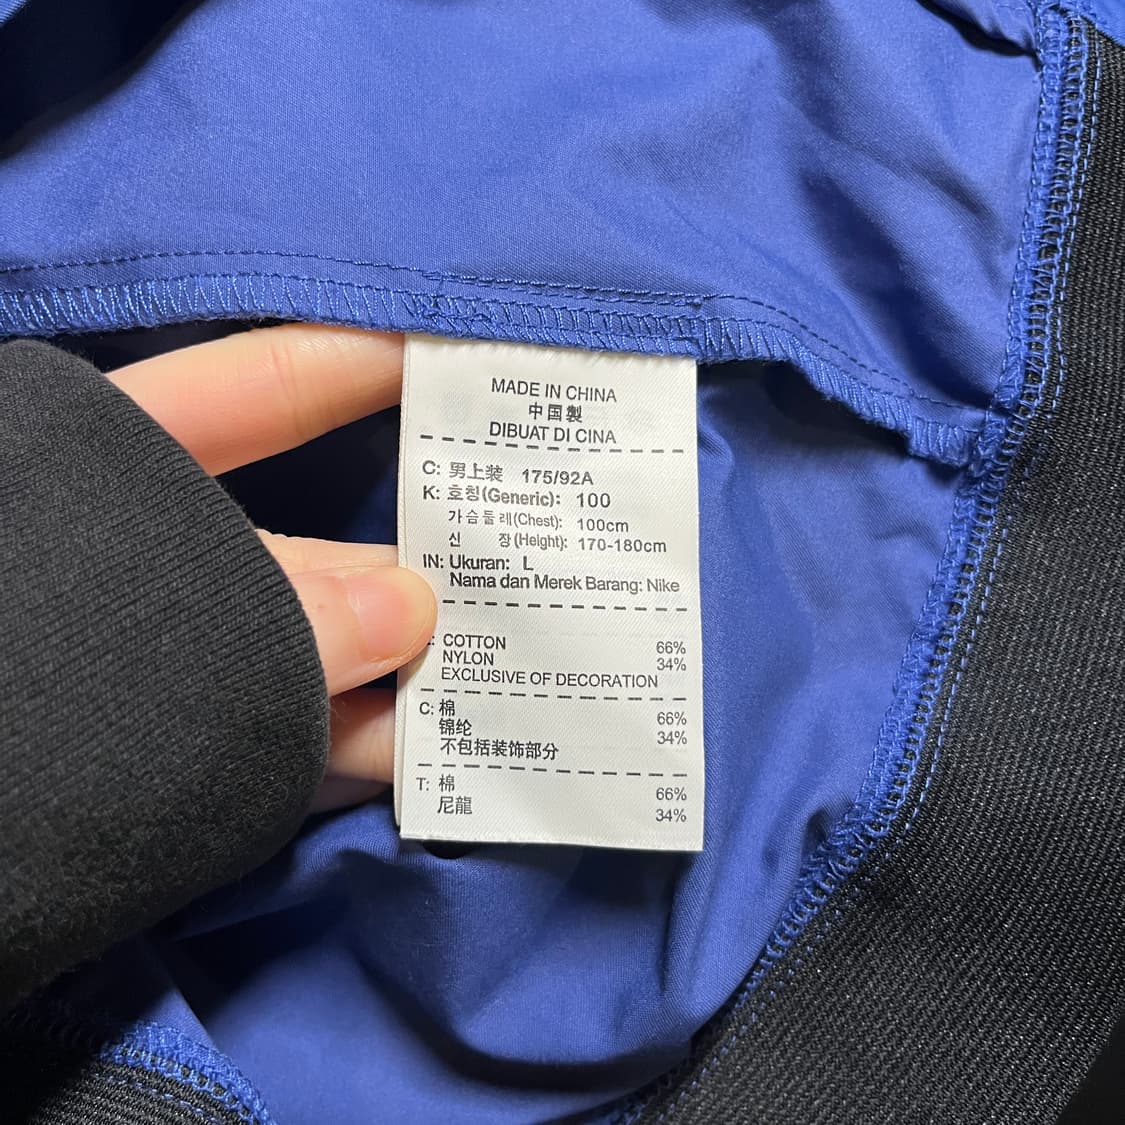 MADE IN CHINA
中国製
DIBUAT DI CINA
C: 男上装 175/92A
K: 호칭(Generic): 100
가슴둘레(Chest): 100cm
신 장(Height): 170-180cm
IN: Ukuran: L
Nama dan Merek Barang: Nike
COTTON 66%
NYLON 34%
EXCLUSIVE OF DECORATION
C: 棉 66%
锦纶 34%
不包括装饰部分
T: 棉 66%
尼龍 34%